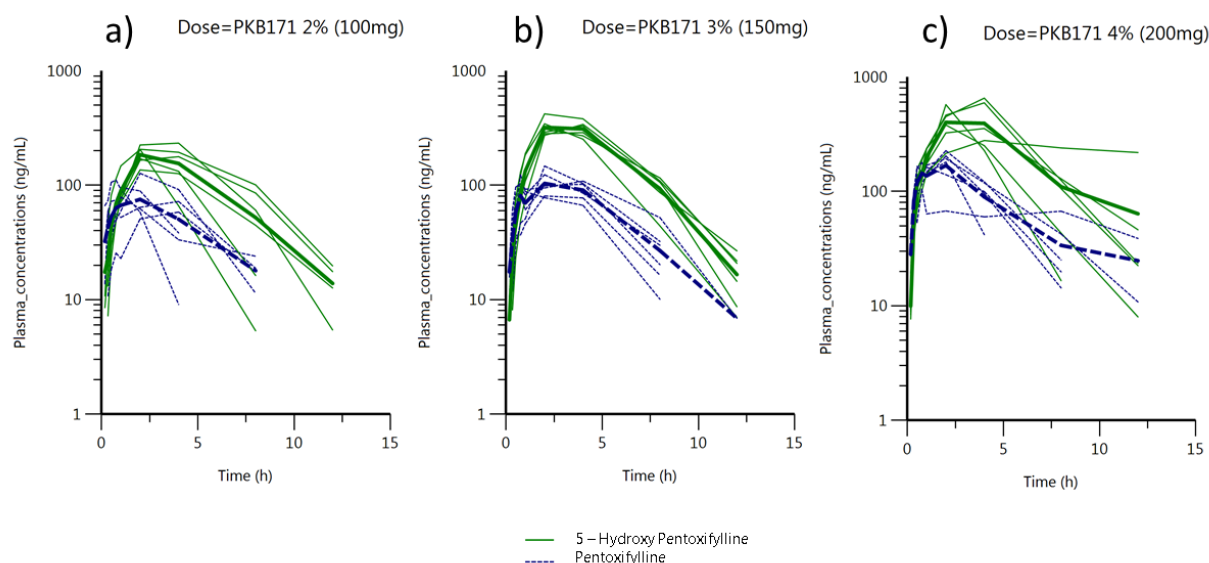 a) Dose=PKB171 2% (100mg)
b) Dose=PKB171 3% (150mg)
c) Dose=PKB171 4% (200mg)
Plasma_concentrations (ng/mL)
1000
100
10
1
0 5 10 15
Time (h)
Plasma_concentrations (ng/mL)
1000
100
10
1
0 5 10 15
Time (h)
Plasma_concentrations (ng/mL)
1000
100
10
1
0 5 10 15
Time (h)
5 – Hydroxy Pentoxifylline
Pentoxifylline